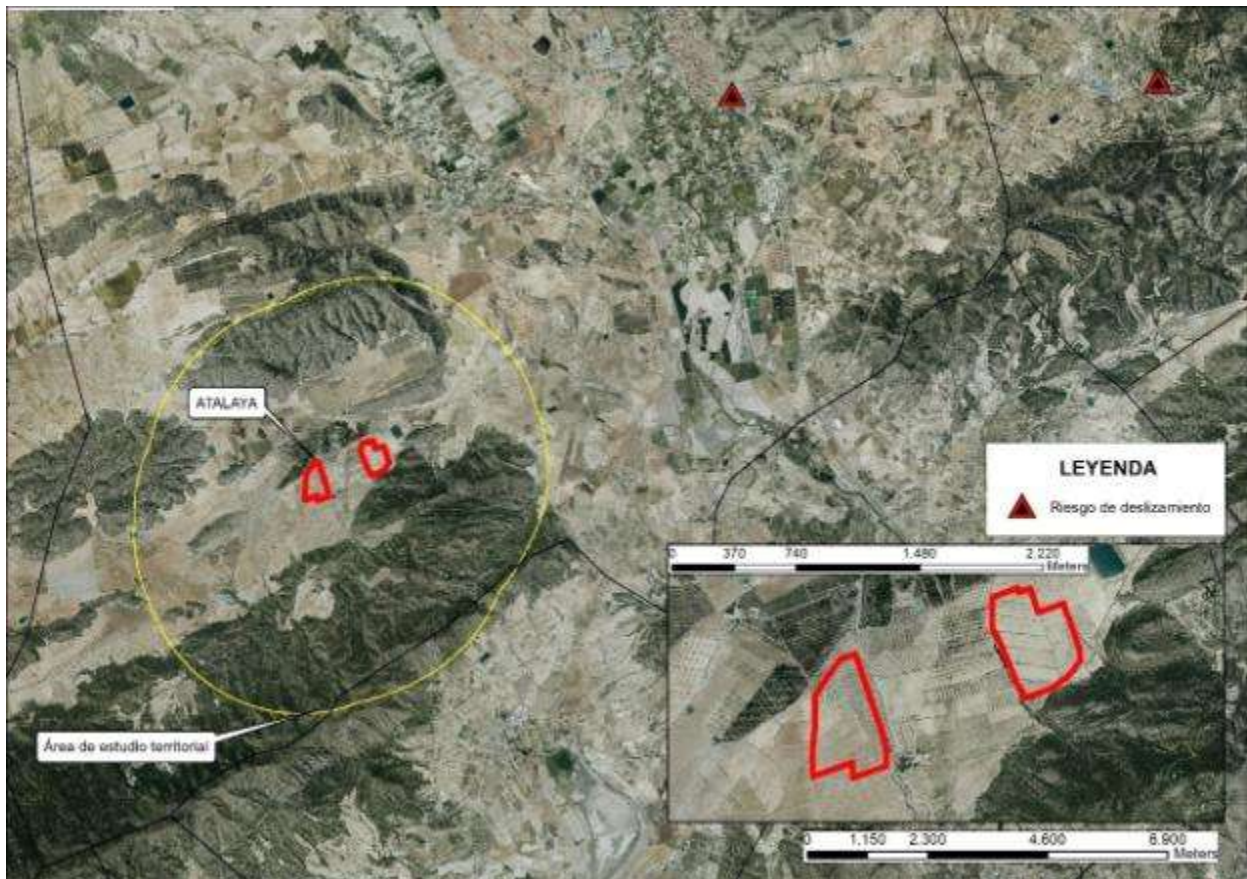 ATALAYA
LEYENDA
Riesgo de deslizamiento
0 370 740 1.480 2.220
Meters
Área de estudio territorial
0 1.150 2.300 4.600 6.900
Meters